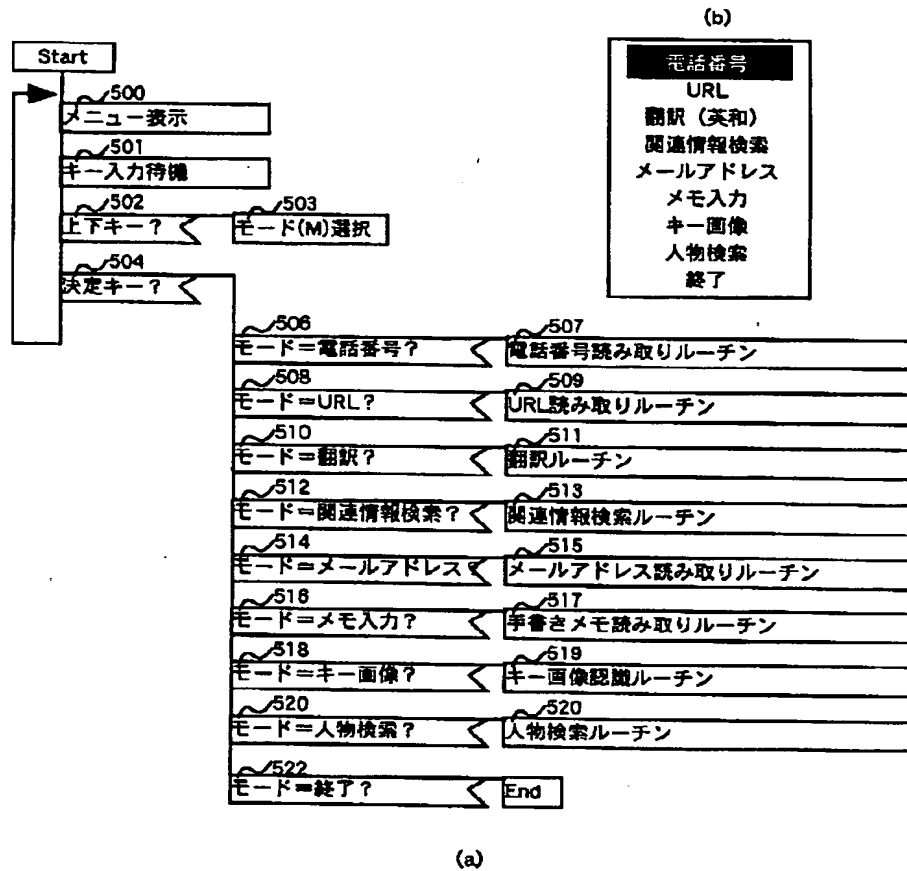 (b)
電話番号
URL
翻訳（英和）
関連情報検索
メールアドレス
メモ入力
キー画像
人物検索
終了
Start
500
メニュー表示
501
キー入力待機
502
上下キー？
503
モード(M)選択
504
決定キー？
506
モード＝電話番号？
507
電話番号読み取りルーチン
508
モード＝URL？
509
URL読み取りルーチン
510
モード＝翻訳？
511
翻訳ルーチン
512
モード＝関連情報検索？
513
関連情報検索ルーチン
514
モード＝メールアドレス？
515
メールアドレス読み取りルーチン
516
モード＝メモ入力？
517
手書きメモ読み取りルーチン
518
モード＝キー画像？
519
キー画像認識ルーチン
520
モード＝人物検索？
520
人物検索ルーチン
522
モード＝終了？
End
(a)